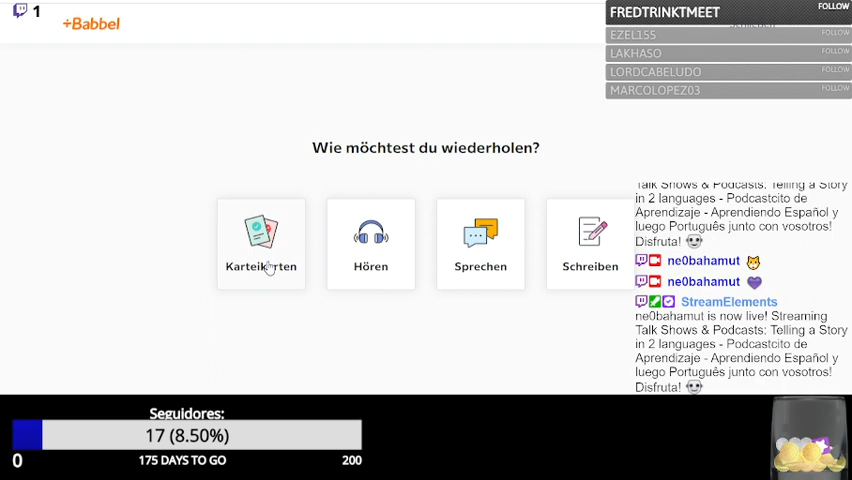 1
+Babbel
FREDTRINKTMEET FOLLOW
EZEL155 FOLLOW
LAKHASO FOLLOW
LORDCABELUDO FOLLOW
MARCOLOPEZ03 FOLLOW
Wie möchtest du wiederholen?
Karteikarten
Hören
Sprechen
Schreiben
Talk Shows & Podcasts: Telling a Story
in 2 languages - Podcastcito de
Aprendizaje - Aprendiendo Español y
luego Português junto con vosotros!
Disfruta!
ne0bahamut
ne0bahamut
StreamElements
ne0bahamut is now live! Streaming
Talk Shows & Podcasts: Telling a Story
in 2 languages - Podcastcito de
Aprendizaje - Aprendiendo Español y
luego Português junto con vosotros!
Disfruta!
Seguidores:
17 (8.50%)
0 175 DAYS TO GO 200